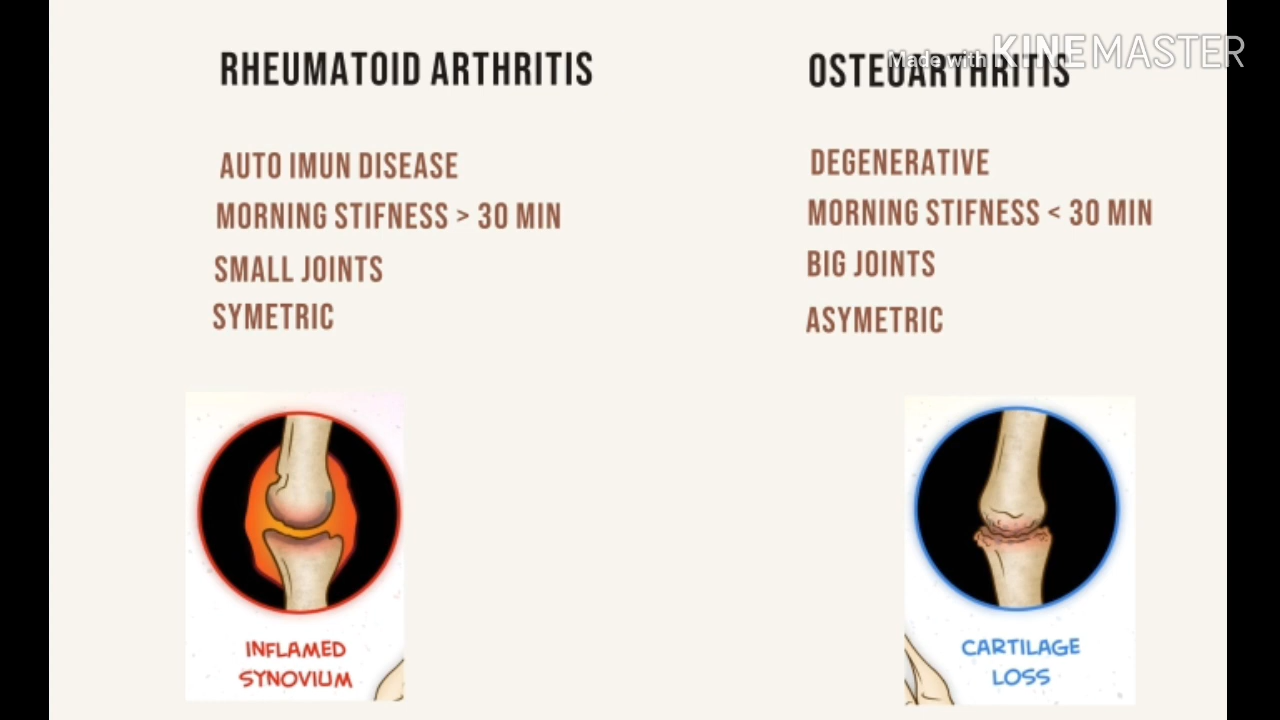 Made with KINEMASTER
RHEUMATOID ARTHRITIS
AUTO IMUN DISEASE
MORNING STIFNESS > 30 MIN
SMALL JOINTS
SYMETRIC
INFLAMED
SYNOVIUM
OSTEOARTHRITIS
DEGENERATIVE
MORNING STIFNESS < 30 MIN
BIG JOINTS
ASYMETRIC
CARTILAGE
LOSS